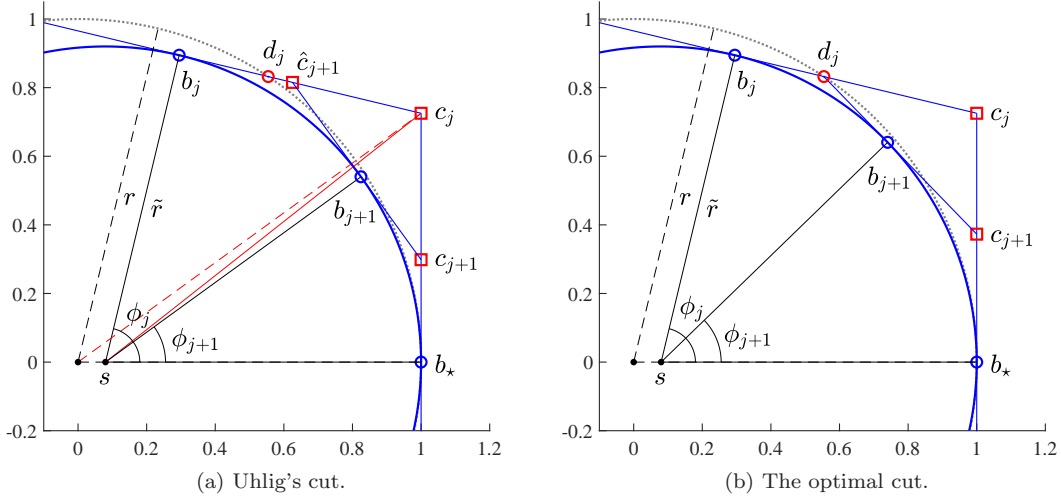 1
0.8
0.6
0.4
0.2
0
-0.2
0 0.2 0.4 0.6 0.8 1 1.2
d_j
ĉ_{j+1}
b_j
c_j
r
r̃
b_{j+1}
c_{j+1}
ϕ_j
ϕ_{j+1}
s
b_⋆
(a) Uhlig's cut.
1
0.8
0.6
0.4
0.2
0
-0.2
0 0.2 0.4 0.6 0.8 1 1.2
d_j
b_j
c_j
r
r̃
b_{j+1}
c_{j+1}
ϕ_j
ϕ_{j+1}
s
b_⋆
(b) The optimal cut.